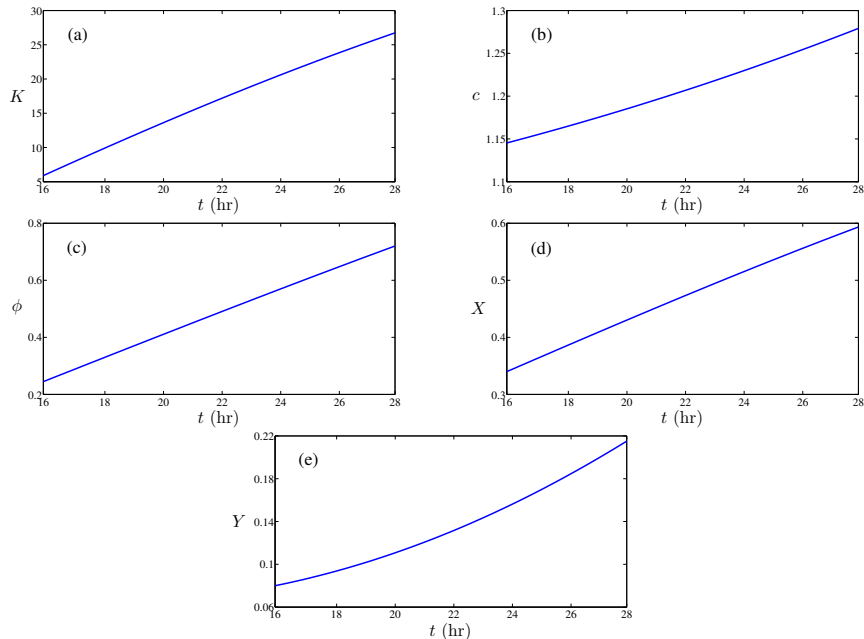 (a)
K
30
25
20
15
10
5
16 18 20 22 24 26 28
t (hr)
(b)
c
1.3
1.25
1.2
1.15
1.1
16 18 20 22 24 26 28
t (hr)
(c)
ϕ
0.8
0.6
0.4
0.2
16 18 20 22 24 26 28
t (hr)
(d)
X
0.6
0.5
0.4
0.3
16 18 20 22 24 26 28
t (hr)
(e)
Y
0.22
0.18
0.14
0.1
0.06
16 18 20 22 24 26 28
t (hr)